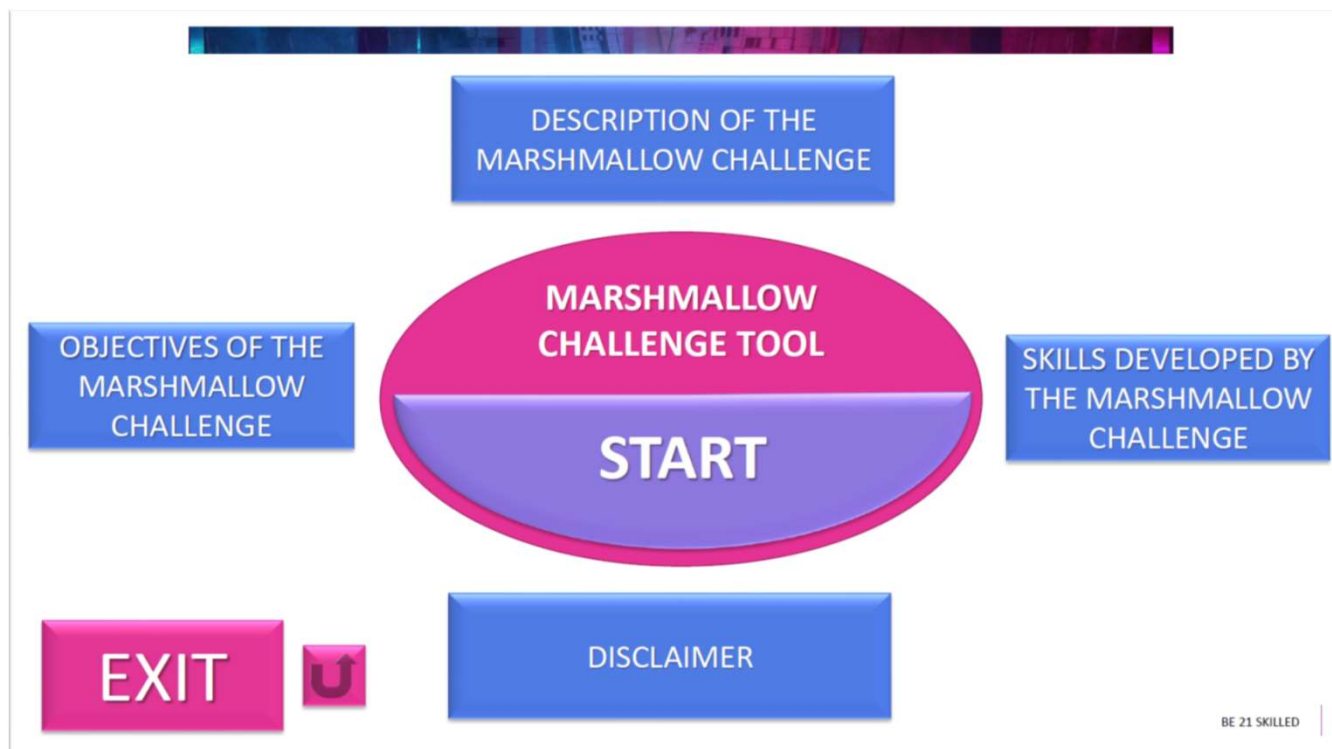 DESCRIPTION OF THE
MARSHMALLOW CHALLENGE
MARSHMALLOW
CHALLENGE TOOL
START
OBJECTIVES OF THE
MARSHMALLOW
CHALLENGE
SKILLS DEVELOPED BY
THE MARSHMALLOW
CHALLENGE
DISCLAIMER
EXIT
BE 21 SKILLED